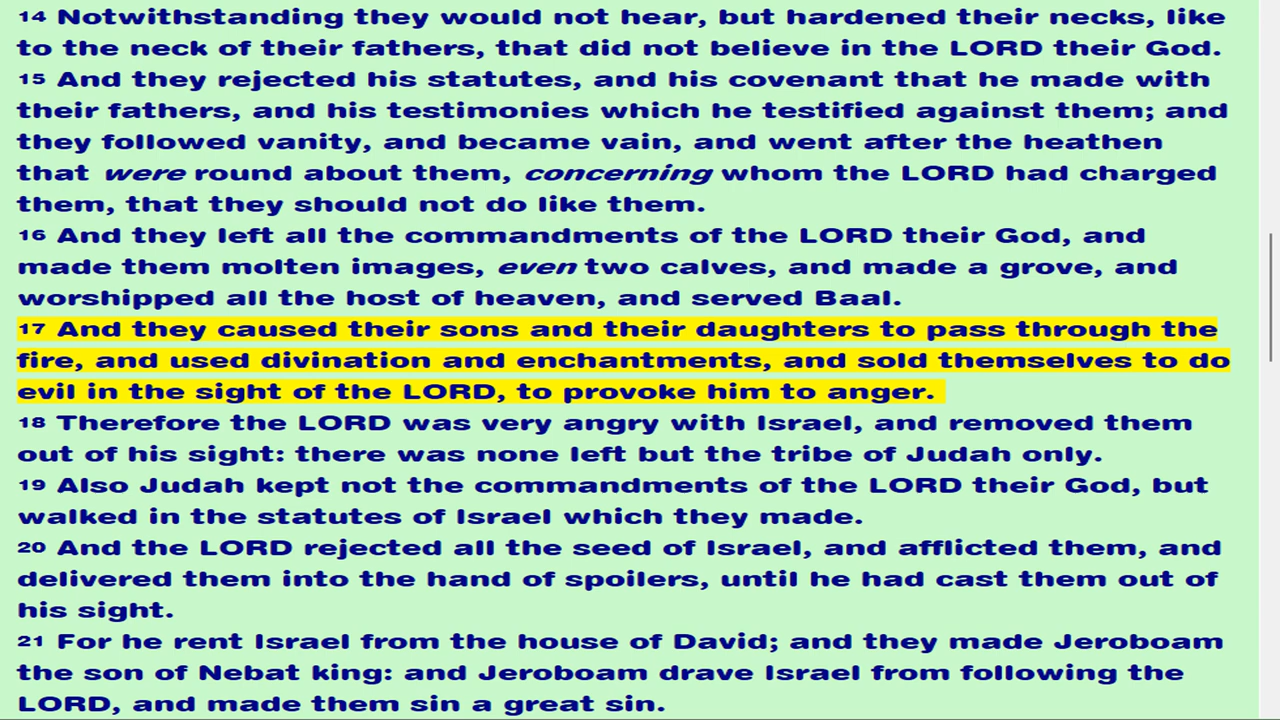 14 Notwithstanding they would not hear, but hardened their necks, like
to the neck of their fathers, that did not believe in the LORD their God.
15 And they rejected his statutes, and his covenant that he made with
their fathers, and his testimonies which he testified against them; and
they followed vanity, and became vain, and went after the heathen
that were round about them, concerning whom the LORD had charged
them, that they should not do like them.
16 And they left all the commandments of the LORD their God, and
made them molten images, even two calves, and made a grove, and
worshipped all the host of heaven, and served Baal.
17 And they caused their sons and their daughters to pass through the
fire, and used divination and enchantments, and sold themselves to do
evil in the sight of the LORD, to provoke him to anger.
18 Therefore the LORD was very angry with Israel, and removed them
out of his sight: there was none left but the tribe of Judah only.
19 Also Judah kept not the commandments of the LORD their God, but
walked in the statutes of Israel which they made.
20 And the LORD rejected all the seed of Israel, and afflicted them, and
delivered them into the hand of spoilers, until he had cast them out of
his sight.
21 For he rent Israel from the house of David; and they made Jeroboam
the son of Nebat king: and Jeroboam drave Israel from following the
LORD, and made them sin a great sin.